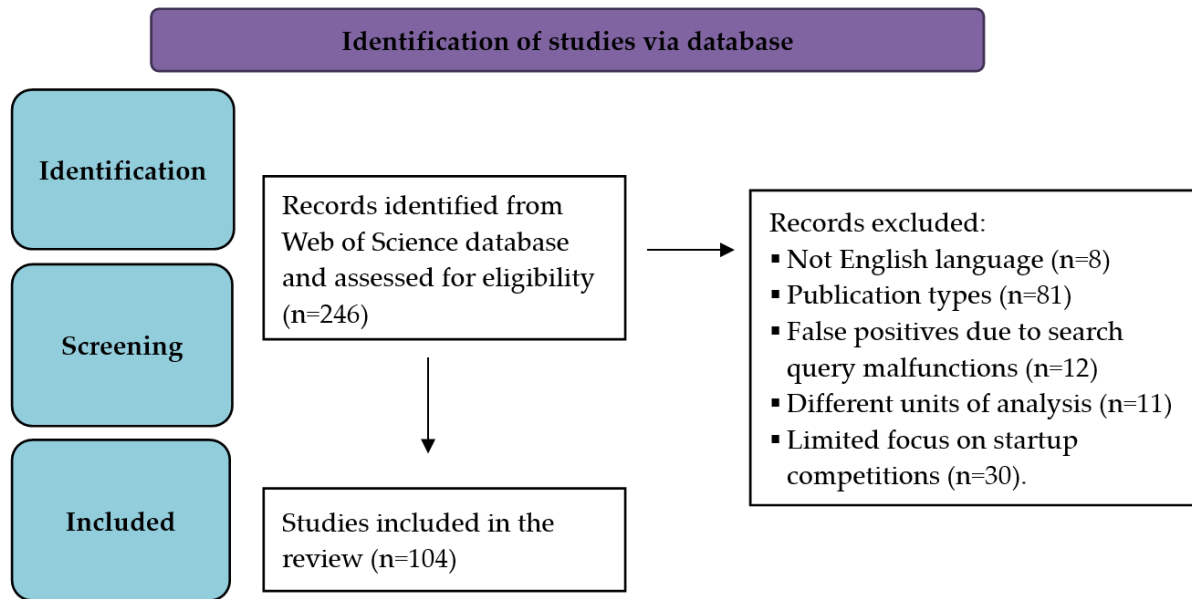 Identification of studies via database
Identification
Records identified from
Web of Science database
and assessed for eligibility
(n=246)
Records excluded:
▪ Not English language (n=8)
▪ Publication types (n=81)
▪ False positives due to search
query malfunctions (n=12)
▪ Different units of analysis (n=11)
▪ Limited focus on startup
competitions (n=30).
Screening
Included
Studies included in the
review (n=104)